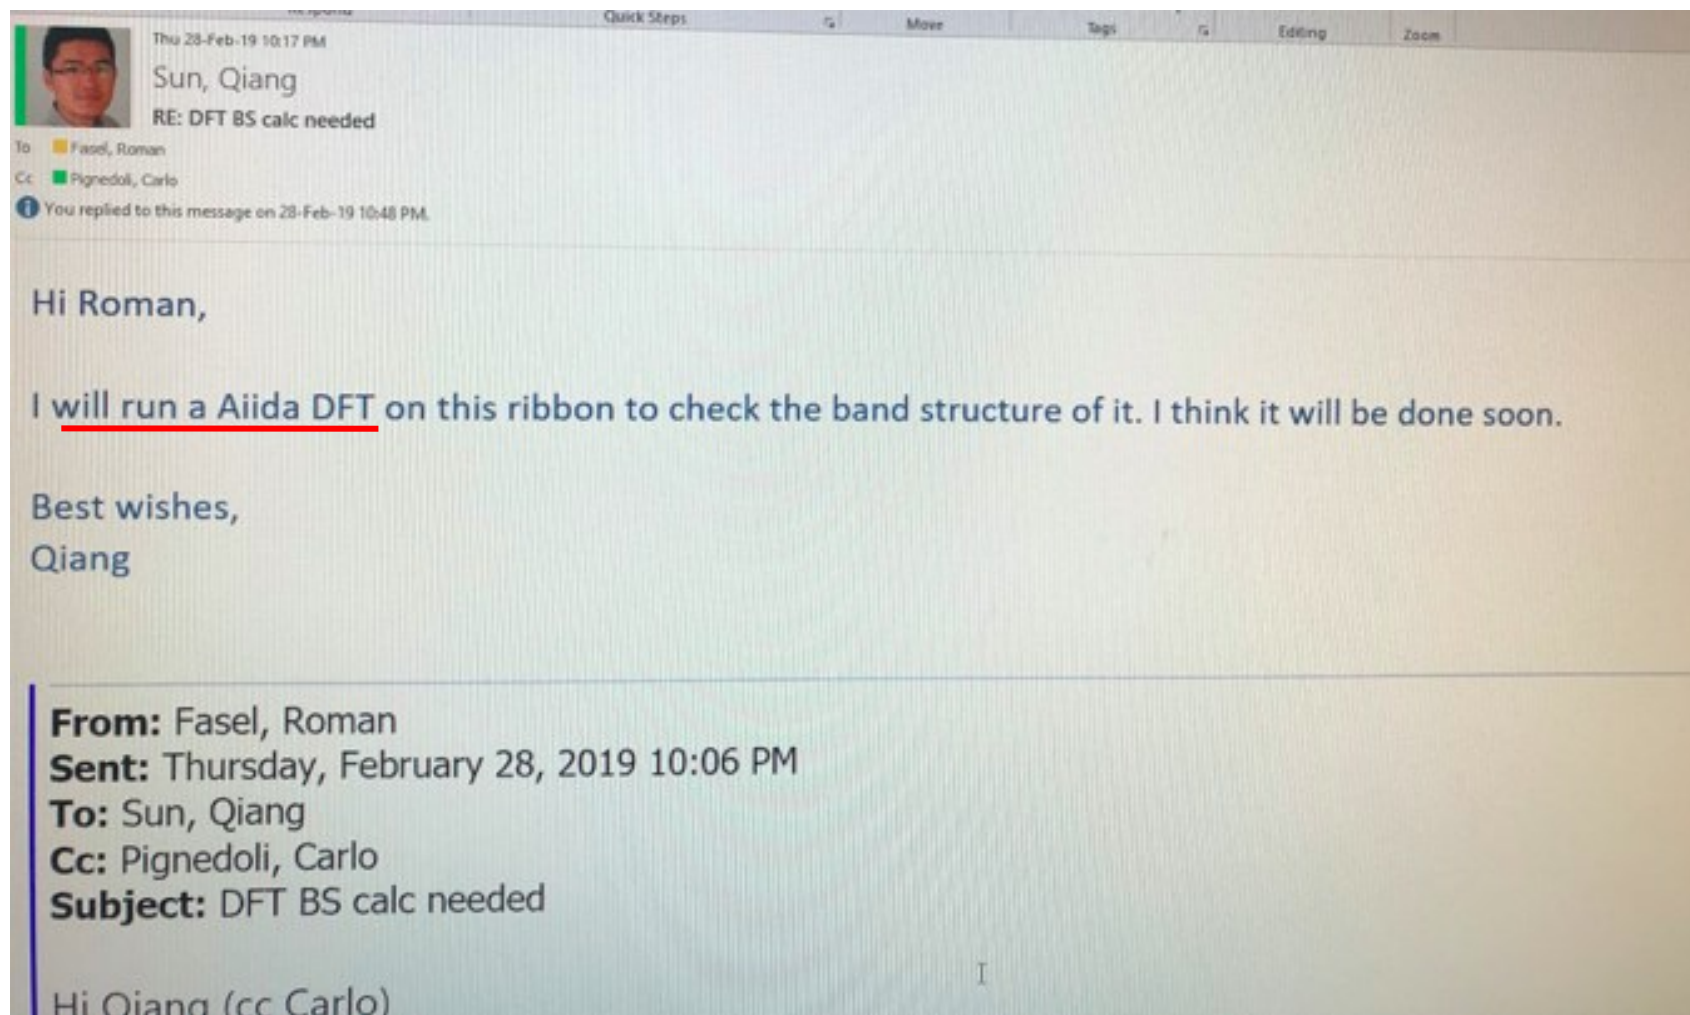 Quick Steps
Move
Tags
Editing
Zoom
Thu 28-Feb-19 10:17 PM
Sun, Qiang
RE: DFT BS calc needed
To Fasel, Roman
Cc Pignedoli, Carlo
You replied to this message on 28-Feb-19 10:48 PM.
Hi Roman,
I will run a Aiida DFT on this ribbon to check the band structure of it. I think it will be done soon.
Best wishes,
Qiang
From: Fasel, Roman
Sent: Thursday, February 28, 2019 10:06 PM
To: Sun, Qiang
Cc: Pignedoli, Carlo
Subject: DFT BS calc needed
Hi Qiang (cc Carlo)